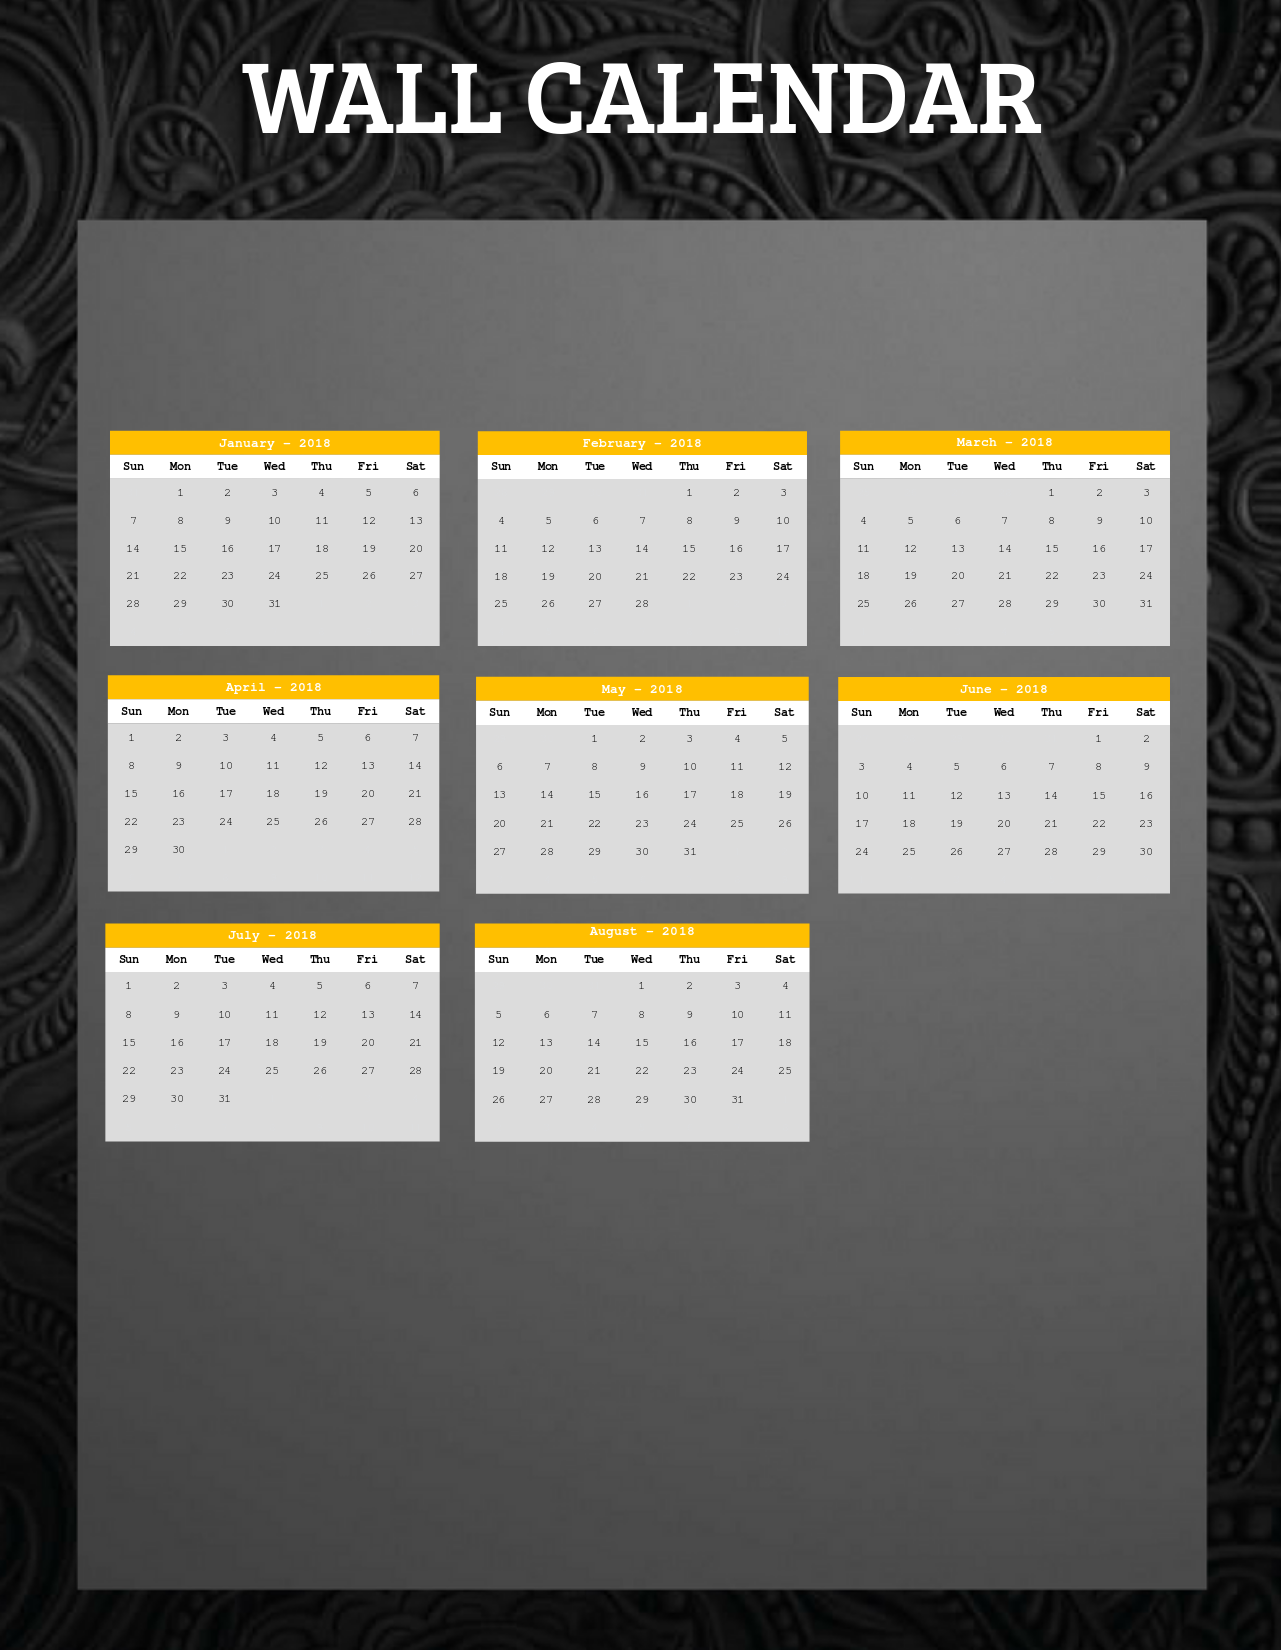 WALL CALENDAR
January - 2018
Sun Mon Tue Wed Thu Fri Sat
1 2 3 4 5 6
7 8 9 10 11 12 13
14 15 16 17 18 19 20
21 22 23 24 25 26 27
28 29 30 31
February - 2018
Sun Mon Tue Wed Thu Fri Sat
1 2 3
4 5 6 7 8 9 10
11 12 13 14 15 16 17
18 19 20 21 22 23 24
25 26 27 28
March - 2018
Sun Mon Tue Wed Thu Fri Sat
1 2 3
4 5 6 7 8 9 10
11 12 13 14 15 16 17
18 19 20 21 22 23 24
25 26 27 28 29 30 31
April - 2018
Sun Mon Tue Wed Thu Fri Sat
1 2 3 4 5 6 7
8 9 10 11 12 13 14
15 16 17 18 19 20 21
22 23 24 25 26 27 28
29 30
May - 2018
Sun Mon Tue Wed Thu Fri Sat
1 2 3 4 5
6 7 8 9 10 11 12
13 14 15 16 17 18 19
20 21 22 23 24 25 26
27 28 29 30 31
June - 2018
Sun Mon Tue Wed Thu Fri Sat
1 2
3 4 5 6 7 8 9
10 11 12 13 14 15 16
17 18 19 20 21 22 23
24 25 26 27 28 29 30
July - 2018
Sun Mon Tue Wed Thu Fri Sat
1 2 3 4 5 6 7
8 9 10 11 12 13 14
15 16 17 18 19 20 21
22 23 24 25 26 27 28
29 30 31
August - 2018
Sun Mon Tue Wed Thu Fri Sat
1 2 3 4
5 6 7 8 9 10 11
12 13 14 15 16 17 18
19 20 21 22 23 24 25
26 27 28 29 30 31